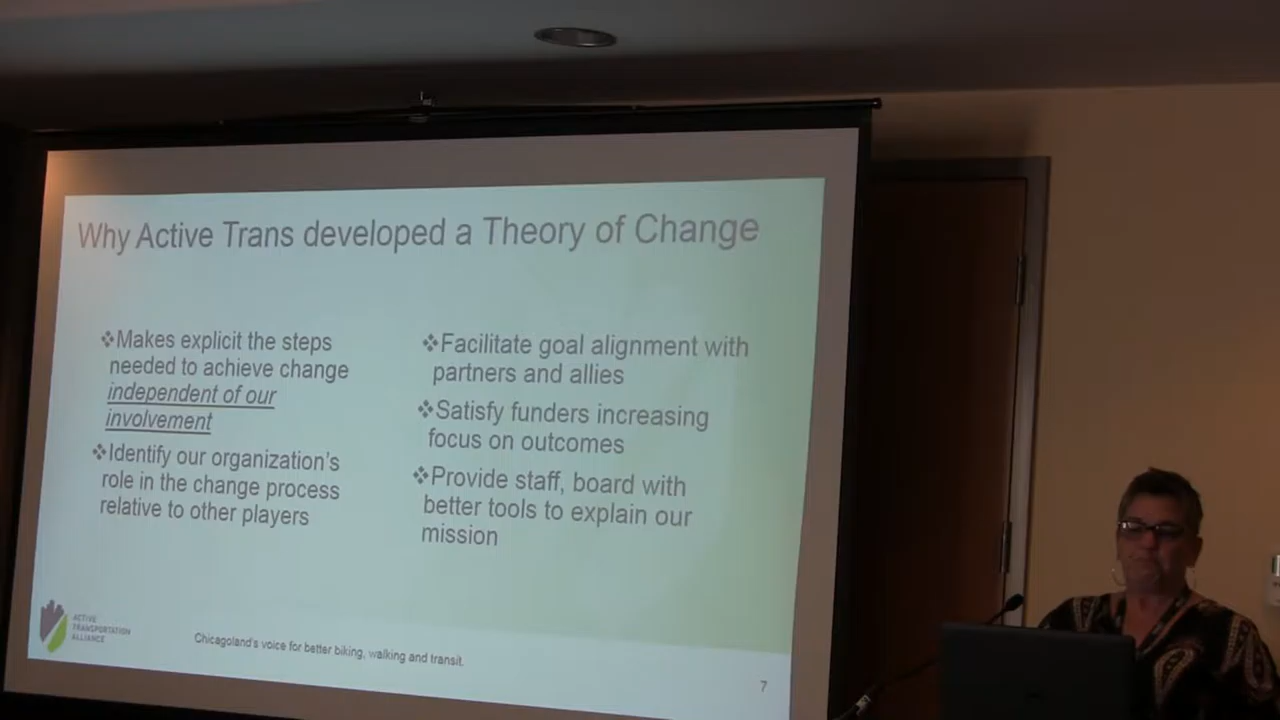 Why Active Trans developed a Theory of Change
❖Makes explicit the steps
needed to achieve change
independent of our
involvement
❖Identify our organization's
role in the change process
relative to other players
❖Facilitate goal alignment with
partners and allies
❖Satisfy funders increasing
focus on outcomes
❖Provide staff, board with
better tools to explain our
mission
ACTIVE
TRANSPORTATION
ALLIANCE
Chicagoland's voice for better biking, walking and transit.
7